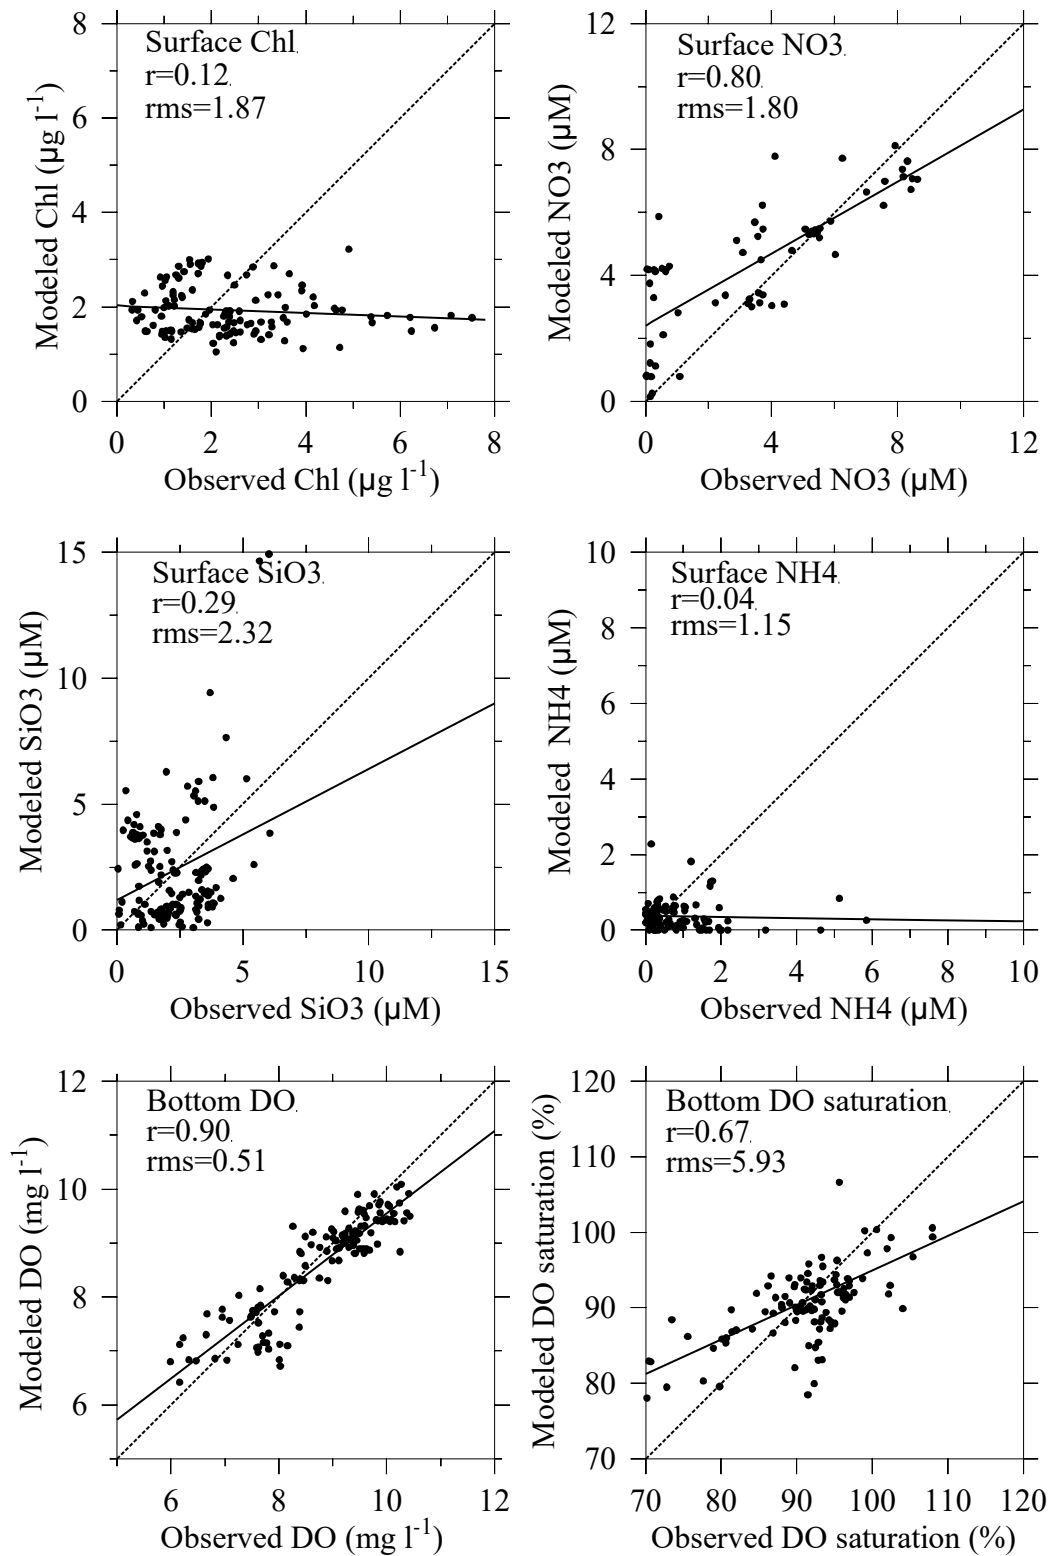 8
6
4
2
0
Modeled Chl (µg l-1)
Surface Chl
r=0.12
rms=1.87
0 2 4 6 8
Observed Chl (µg l-1)
12
8
4
0
Modeled NO3 (µM)
Surface NO3
r=0.80
rms=1.80
0 4 8 12
Observed NO3 (µM)
15
10
5
0
Modeled SiO3 (µM)
Surface SiO3
r=0.29
rms=2.32
0 5 10 15
Observed SiO3 (µM)
10
8
6
4
2
0
Modeled NH4 (µM)
Surface NH4
r=0.04
rms=1.15
0 2 4 6 8 10
Observed NH4 (µM)
12
10
8
6
Modeled DO (mg l-1)
Bottom DO
r=0.90
rms=0.51
6 8 10 12
Observed DO (mg l-1)
120
110
100
90
80
70
Modeled DO saturation (%)
Bottom DO saturation
r=0.67
rms=5.93
70 80 90 100 110 120
Observed DO saturation (%)